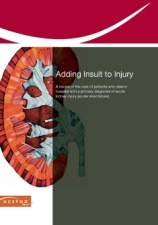 Adding Insult to Injury
A review of the care of patients who died in
hospital with a primary diagnosis of acute
kidney injury (acute renal failure)
NCEPOD